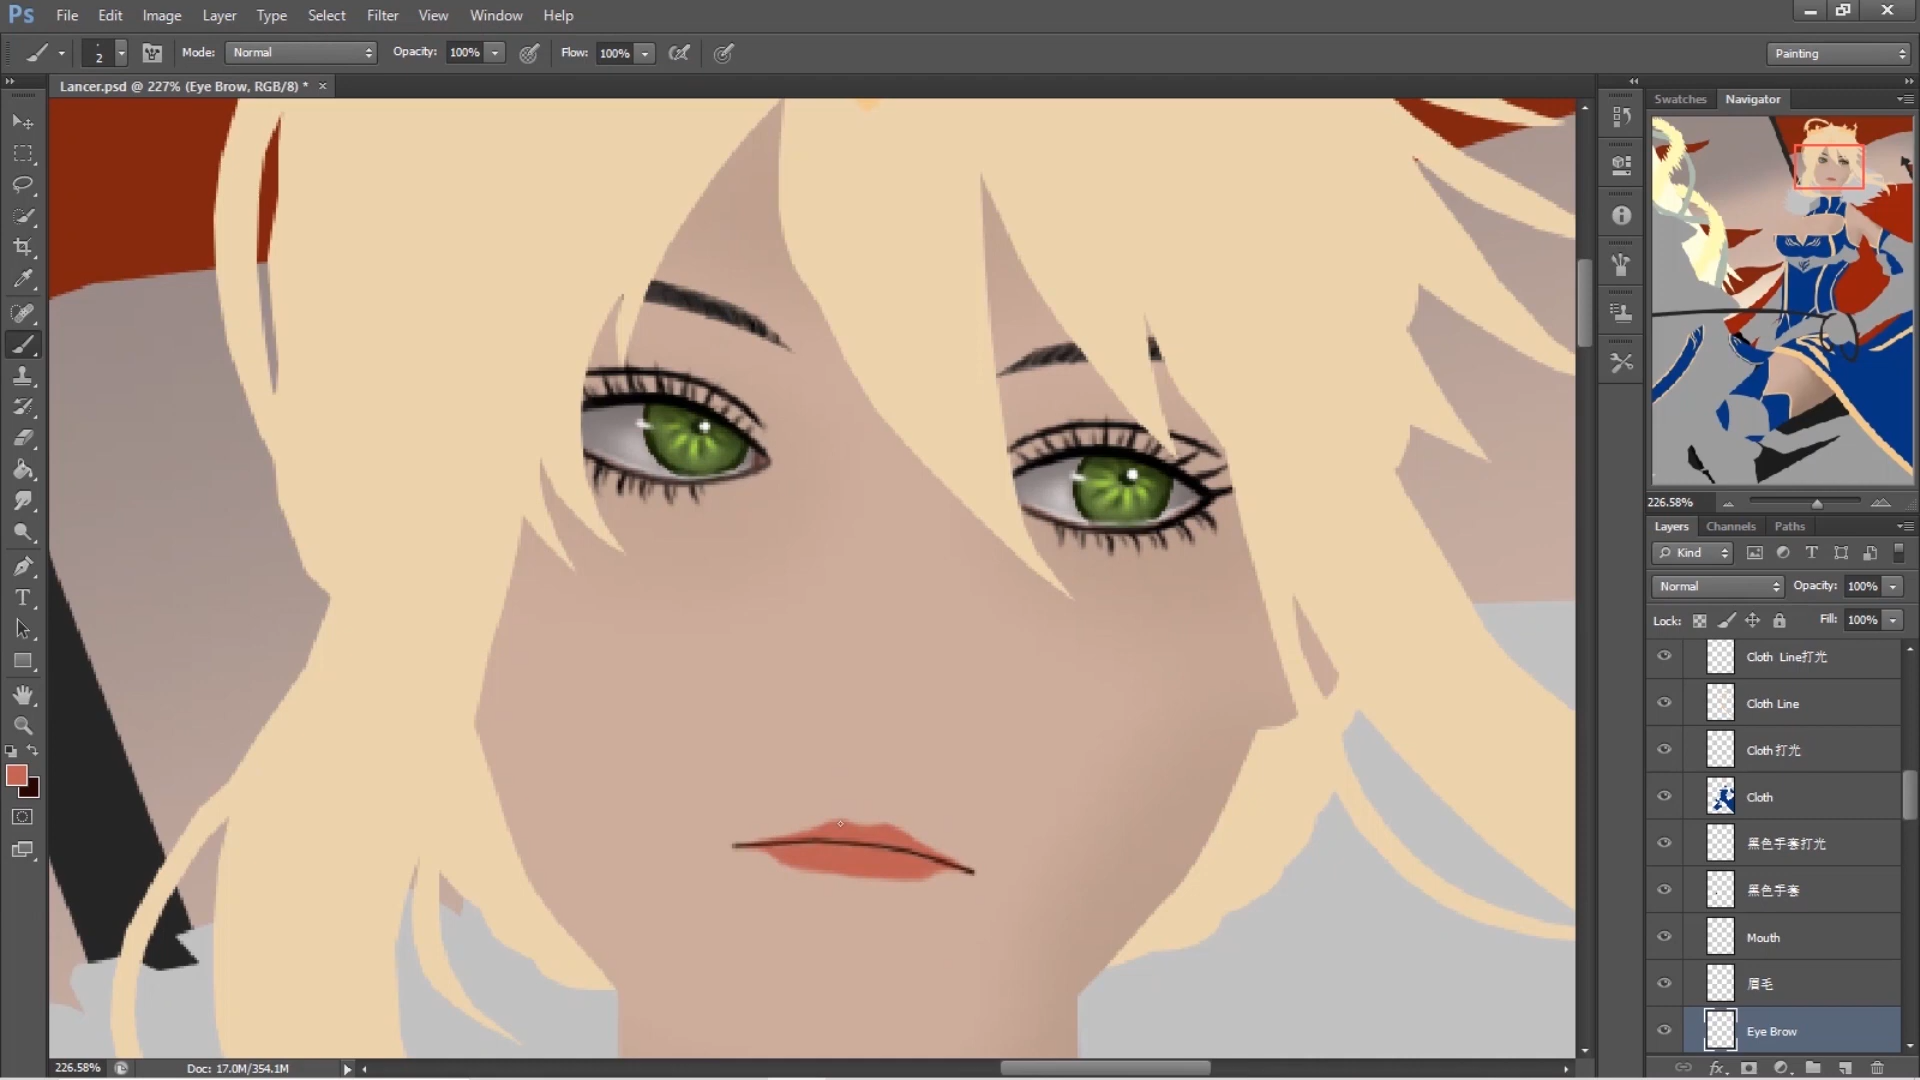 Ps File Edit Image Layer Type Select Filter View Window Help
2 Mode: Normal Opacity: 100% Flow: 100% Painting
Lancer.psd @ 227% (Eye Brow, RGB/8) * ×
Swatches Navigator
226.58%
Layers Channels Paths
Kind
Normal Opacity: 100%
Lock: Fill: 100%
Cloth Line打光
Cloth Line
Cloth 打光
Cloth
黑色手套打光
黑色手套
Mouth
眉毛
Eye Brow
226.58% Doc: 17.0M/354.1M